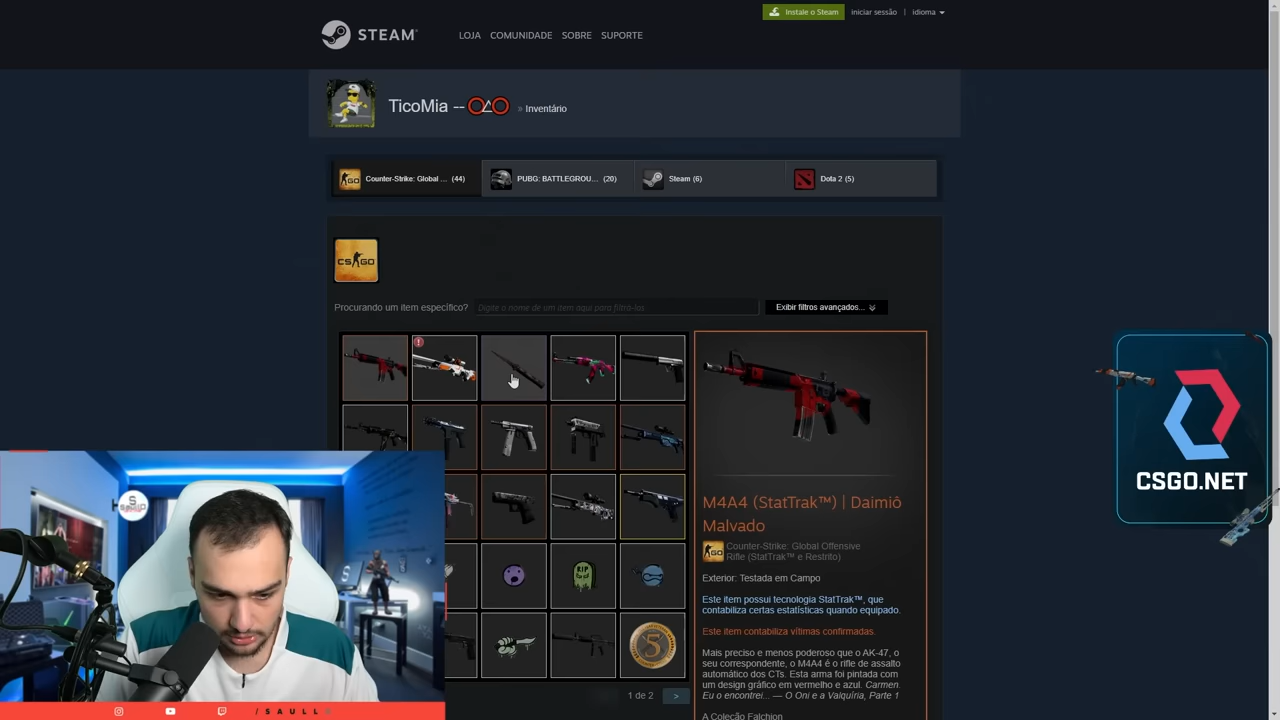 Instale o Steam
iniciar sessão | idioma
STEAM®
LOJA COMUNIDADE SOBRE SUPORTE
TicoMia --
» Inventário
Counter-Strike: Global ... (44)
PUBG: BATTLEGROU... (20)
Steam (6)
Dota 2 (5)
CS GO
Procurando um item específico?
Digite o nome de um item aqui para filtrá-los
Exibir filtros avançados...
M4A4 (StatTrak™) | Daimiô
Malvado
GO
Counter-Strike: Global Offensive
Rifle (StatTrak™ e Restrito)
Exterior: Testada em Campo
Este item possui tecnologia StatTrak™, que
contabiliza certas estatísticas quando equipado.
Este item contabiliza vítimas confirmadas.
Mais preciso e menos poderoso que o AK-47, o
seu correspondente, o M4A4 é o rifle de assalto
automático dos CTs. Esta arma foi pintada com
um design gráfico em vermelho e azul. Carmen.
Eu o encontrei... — O Oni e a Valquíria, Parte 1
A Coleção Falchion
RIP
5
1 de 2 >
CSGO.NET
/SAULL